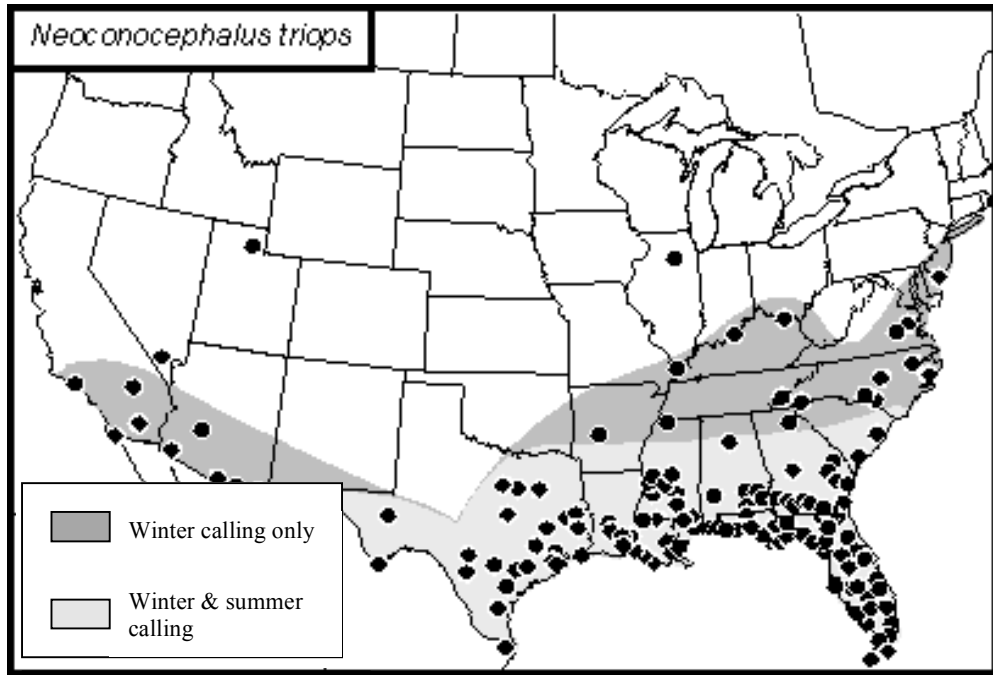 Neoconocephalus triops
Winter calling only
Winter & summer
calling